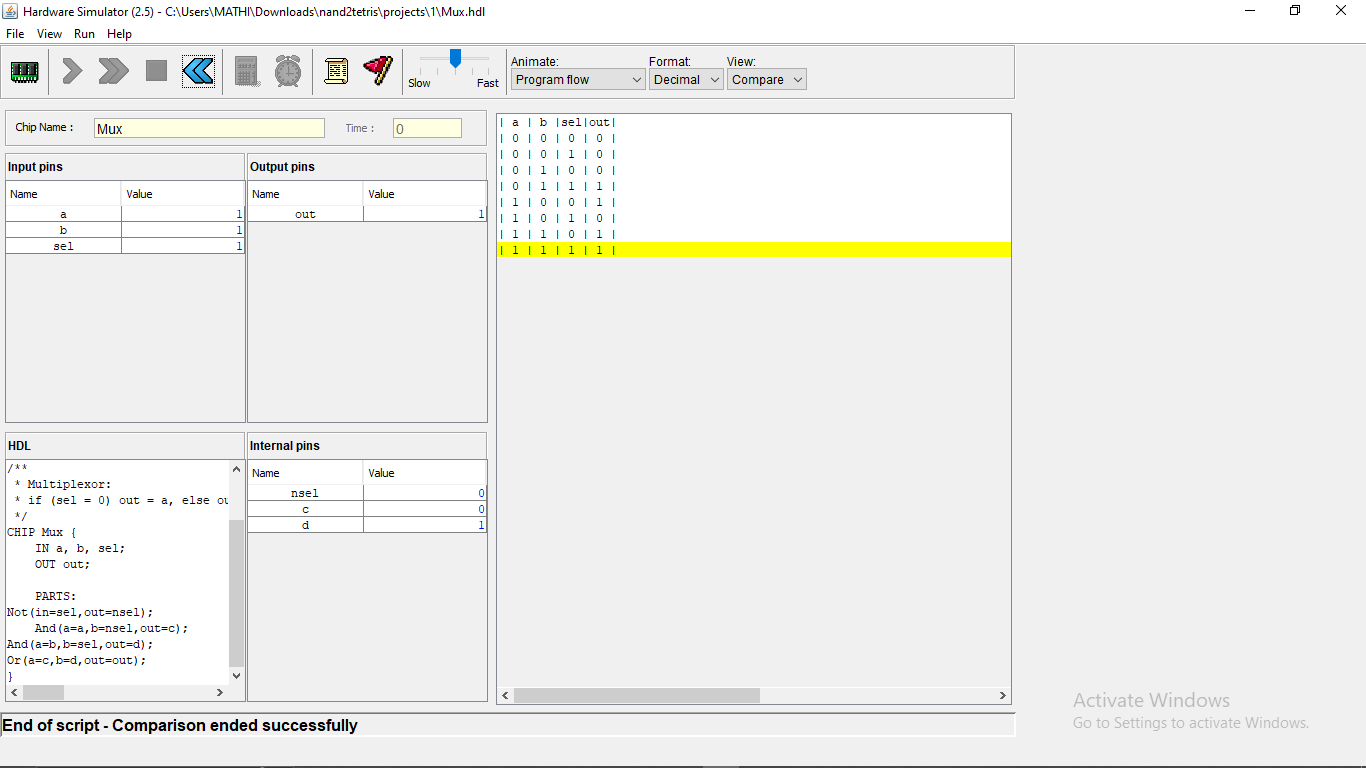 Hardware Simulator (2.5) - C:\Users\MATHI\Downloads\nand2tetris\projects\1\Mux.hdl
File View Run Help
Slow Fast
Animate: Format: View:
Program flow Decimal Compare
Chip Name : Mux Time : 0
Input pins Output pins
Name Value Name Value
a 1 out 1
b 1
sel 1
HDL Internal pins
/** Name Value
* Multiplexor: nsel 0
* if (sel = 0) out = a, else ou c 0
*/ d 1
CHIP Mux {
IN a, b, sel;
OUT out;
PARTS:
Not(in=sel,out=nsel);
And(a=a,b=nsel,out=c);
And(a=b,b=sel,out=d);
Or(a=c,b=d,out=out);
}
| a | b |sel|out|
| 0 | 0 | 0 | 0 |
| 0 | 0 | 1 | 0 |
| 0 | 1 | 0 | 0 |
| 0 | 1 | 1 | 1 |
| 1 | 0 | 0 | 1 |
| 1 | 0 | 1 | 0 |
| 1 | 1 | 0 | 1 |
| 1 | 1 | 1 | 1 |
Activate Windows
Go to Settings to activate Windows.
End of script - Comparison ended successfully